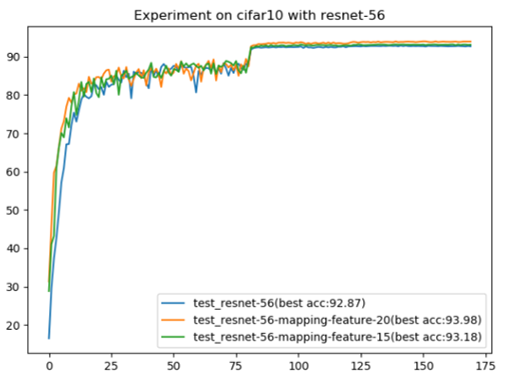 Experiment on cifar10 with resnet-56
90
80
70
60
50
40
30
20
test_resnet-56(best acc:92.87)
test_resnet-56-mapping-feature-20(best acc:93.98)
test_resnet-56-mapping-feature-15(best acc:93.18)
0 25 50 75 100 125 150 175